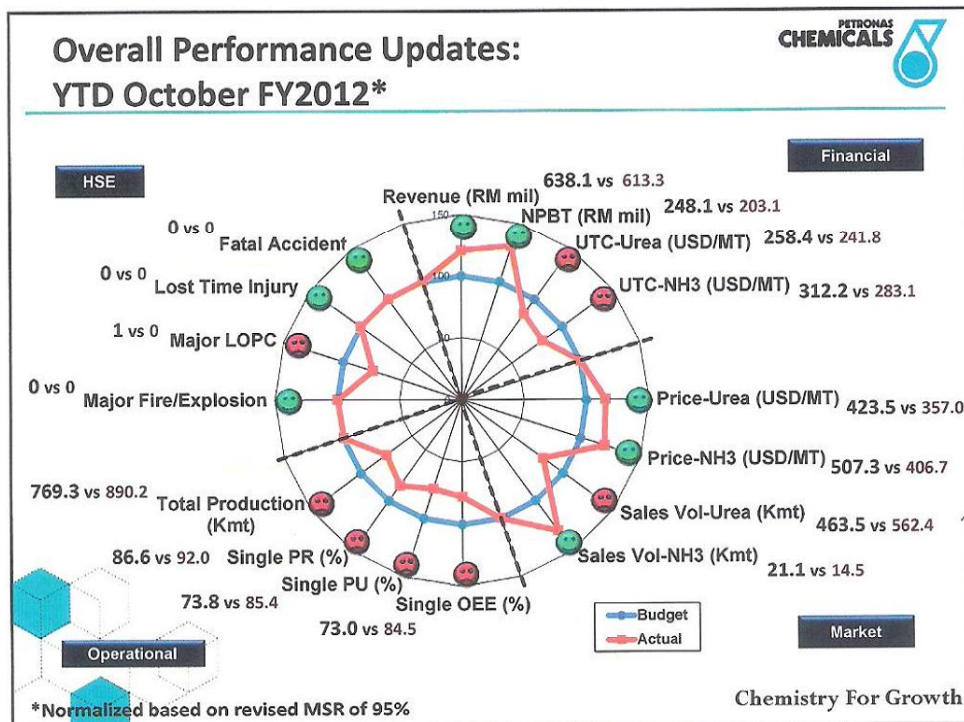 Overall Performance Updates:
YTD October FY2012*
PETRONAS
CHEMICALS
HSE
Financial
Revenue (RM mil)
638.1 vs 613.3
NPBT (RM mil)
248.1 vs 203.1
UTC-Urea (USD/MT)
258.4 vs 241.8
UTC-NH3 (USD/MT)
312.2 vs 283.1
0 vs 0
Fatal Accident
0 vs 0
Lost Time Injury
1 vs 0
Major LOPC
0 vs 0
Major Fire/Explosion
150
100
Price-Urea (USD/MT)
423.5 vs 357.0
Price-NH3 (USD/MT)
507.3 vs 406.7
Sales Vol-Urea (Kmt)
463.5 vs 562.4
Sales Vol-NH3 (Kmt)
21.1 vs 14.5
769.3 vs 890.2
Total Production
(Kmt)
86.6 vs 92.0
Single PR (%)
Single PU (%)
73.8 vs 85.4
Single OEE (%)
73.0 vs 84.5
Budget
Actual
Operational
Market
*Normalized based on revised MSR of 95%
Chemistry For Growth